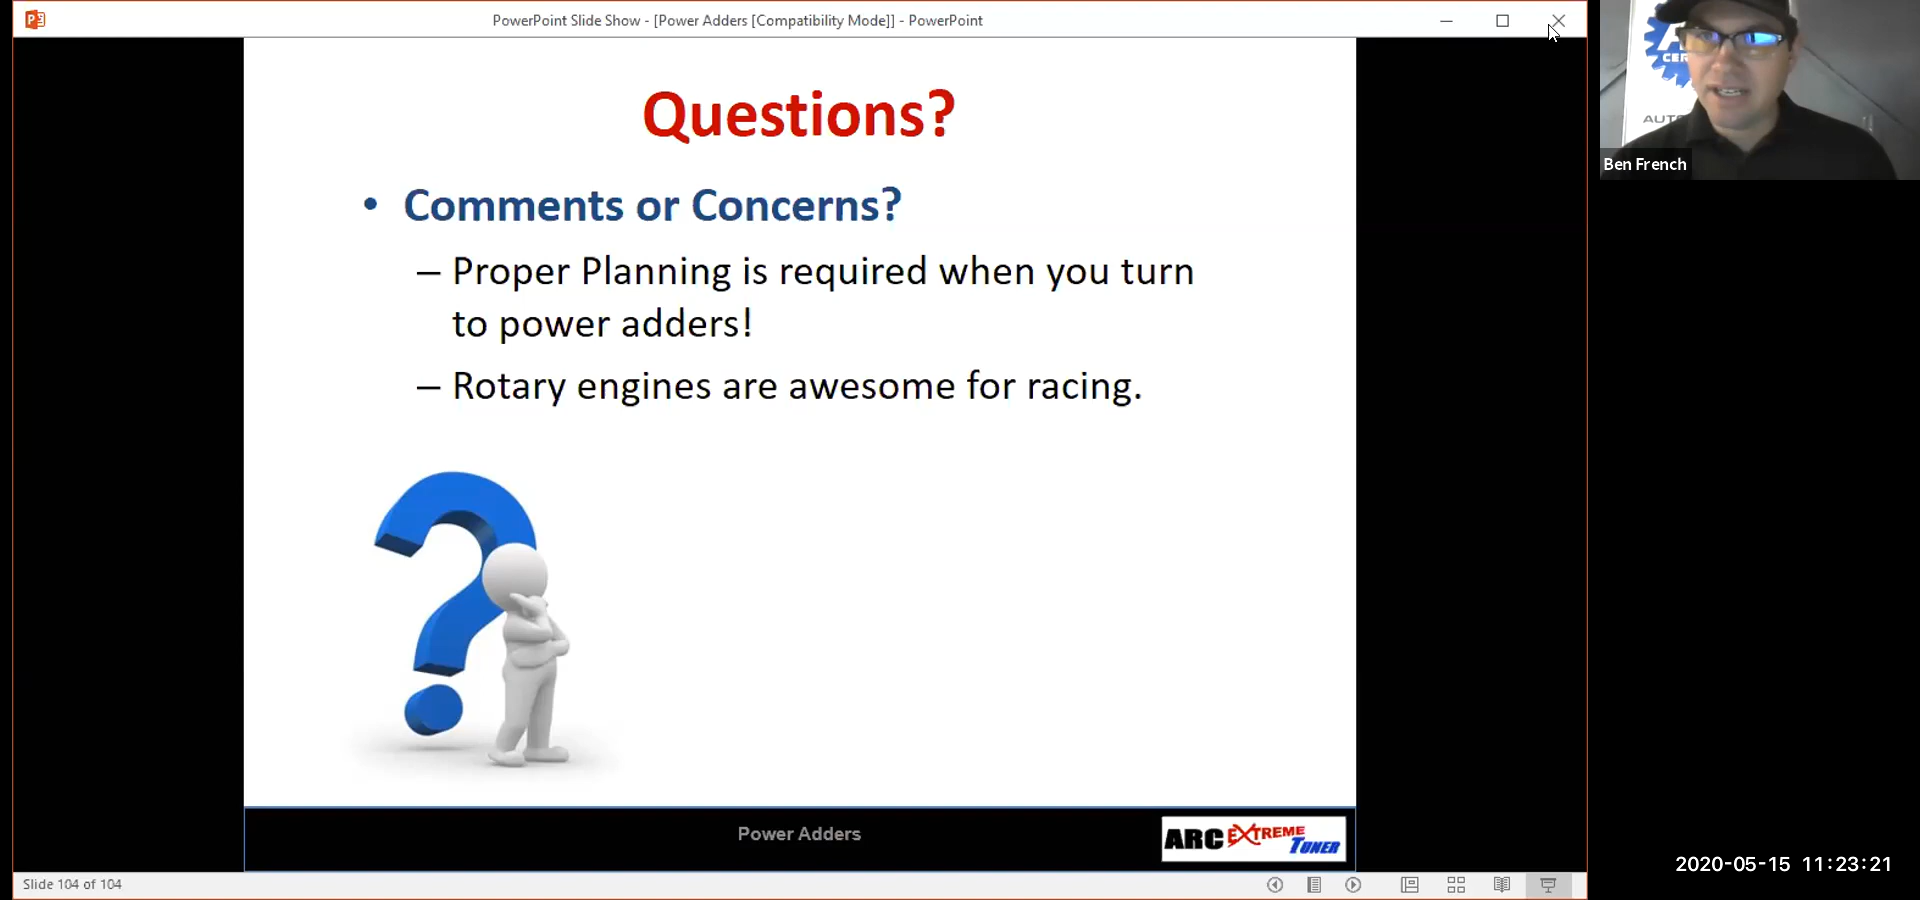 PowerPoint Slide Show - [Power Adders [Compatibility Mode]] - PowerPoint
Questions?
• Comments or Concerns?
– Proper Planning is required when you turn
to power adders!
– Rotary engines are awesome for racing.
Power Adders
ARC EXTREME
TUNER
Slide 104 of 104
CER
AUTO
Ben French
2020-05-15 11:23:21